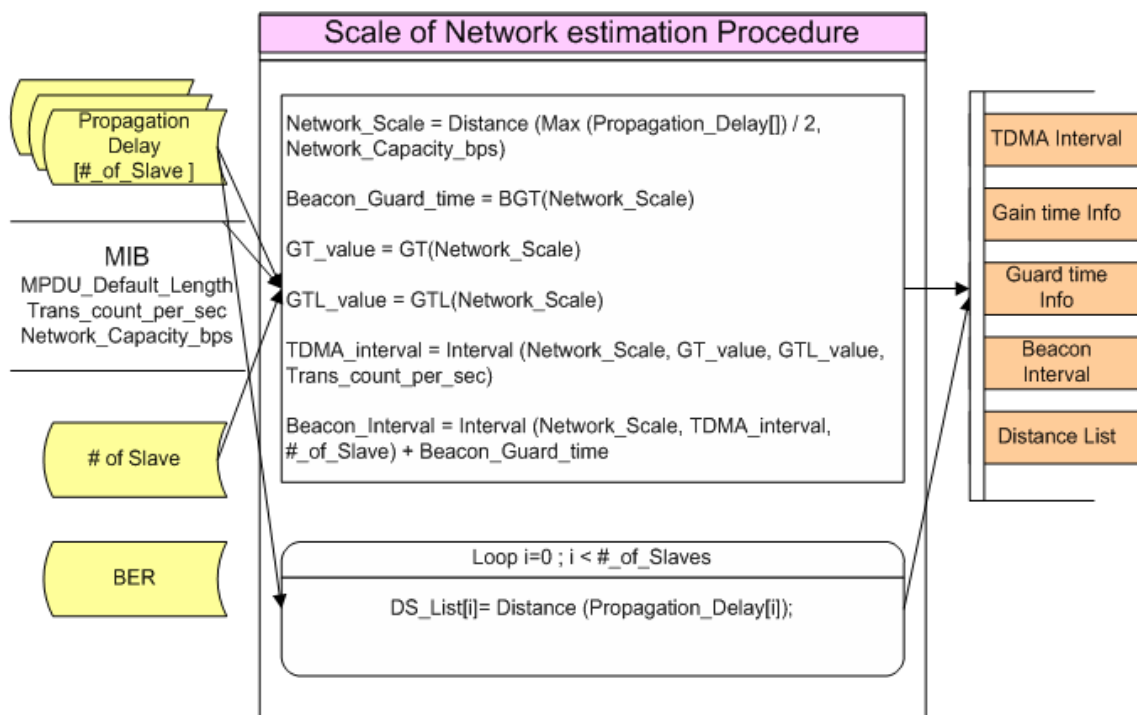 Scale of Network estimation Procedure
Propagation
Delay
[#_of_Slave ]
MIB
MPDU_Default_Length
Trans_count_per_sec
Network_Capacity_bps
# of Slave
BER
Network_Scale = Distance (Max (Propagation_Delay[]) / 2,
Network_Capacity_bps)
Beacon_Guard_time = BGT(Network_Scale)
GT_value = GT(Network_Scale)
GTL_value = GTL(Network_Scale)
TDMA_interval = Interval (Network_Scale, GT_value, GTL_value,
Trans_count_per_sec)
Beacon_Interval = Interval (Network_Scale, TDMA_interval,
#_of_Slave) + Beacon_Guard_time
Loop i=0 ; i < #_of_Slaves
DS_List[i]= Distance (Propagation_Delay[i]);
TDMA Interval
Gain time Info
Guard time
Info
Beacon
Interval
Distance List